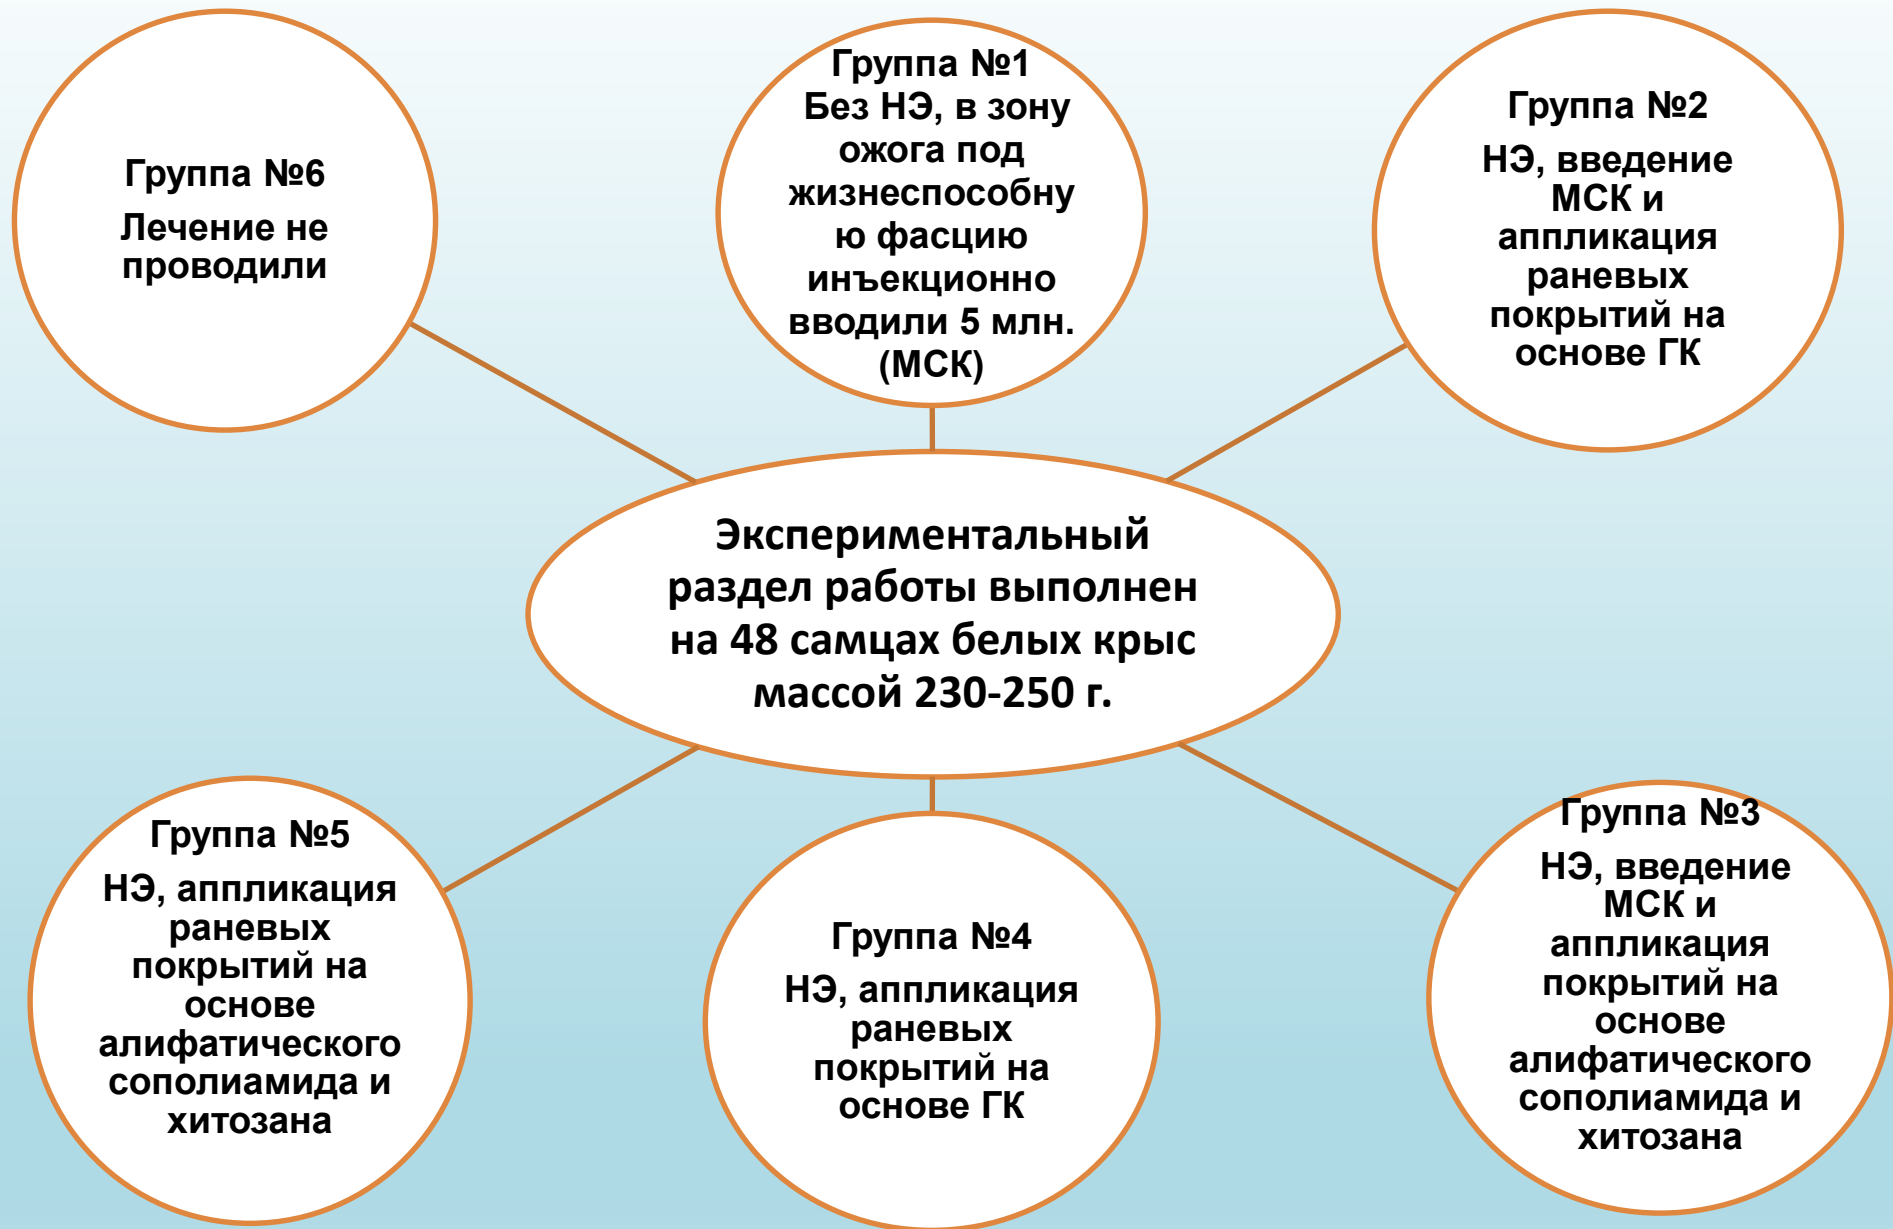 Группа №1
Без НЭ, в зону
ожога под
жизнеспособну
ю фасцию
инъекционно
вводили 5 млн.
(МСК)
Группа №2
НЭ, введение
МСК и
аппликация
раневых
покрытий на
основе ГК
Группа №3
НЭ, введение
МСК и
аппликация
покрытий на
основе
алифатического
сополиамида и
хитозана
Группа №4
НЭ, аппликация
раневых
покрытий на
основе ГК
Группа №5
НЭ, аппликация
раневых
покрытий на
основе
алифатического
сополиамида и
хитозана
Группа №6
Лечение не
проводили
Экспериментальный
раздел работы выполнен
на 48 самцах белых крыс
массой 230-250 г.